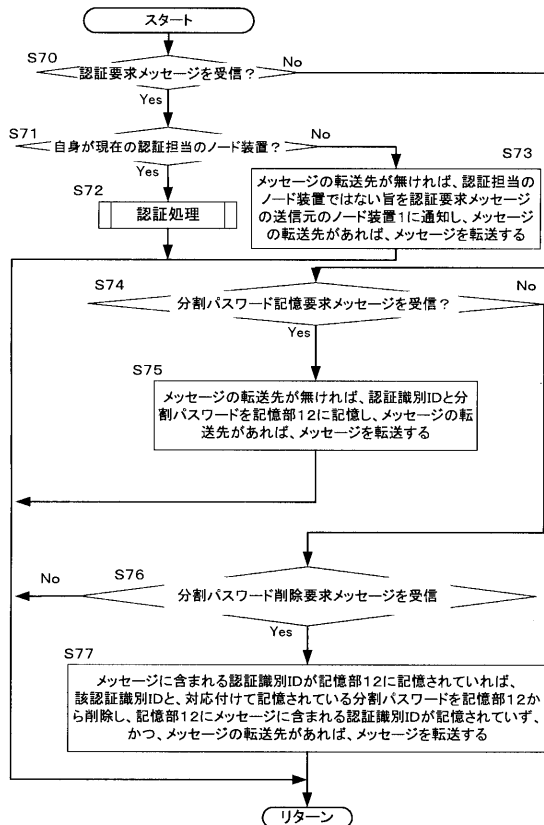 スタート
S70
認証要求メッセージを受信?
No
Yes
S71
自身が現在の認証担当のノード装置?
No
Yes
S72
認証処理
S73
メッセージの転送先が無ければ、認証担当の
ノード装置ではない旨を認証要求メッセージ
の送信元のノード装置1に通知し、メッセージ
の転送先があれば、メッセージを転送する
S74
分割パスワード記憶要求メッセージを受信?
No
Yes
S75
メッセージの転送先が無ければ、認証識別IDと分
割パスワードを記憶部12に記憶し、メッセージの転
送先があれば、メッセージを転送する
No
S76
分割パスワード削除要求メッセージを受信
Yes
S77
メッセージに含まれる認証識別IDが記憶部12に記憶されていれば、
該認証識別IDと、対応付けて記憶されている分割パスワードを記憶部12か
ら削除し、記憶部12にメッセージに含まれる認証識別IDが記憶されていず、
かつ、メッセージの転送先があれば、メッセージを転送する
リターン